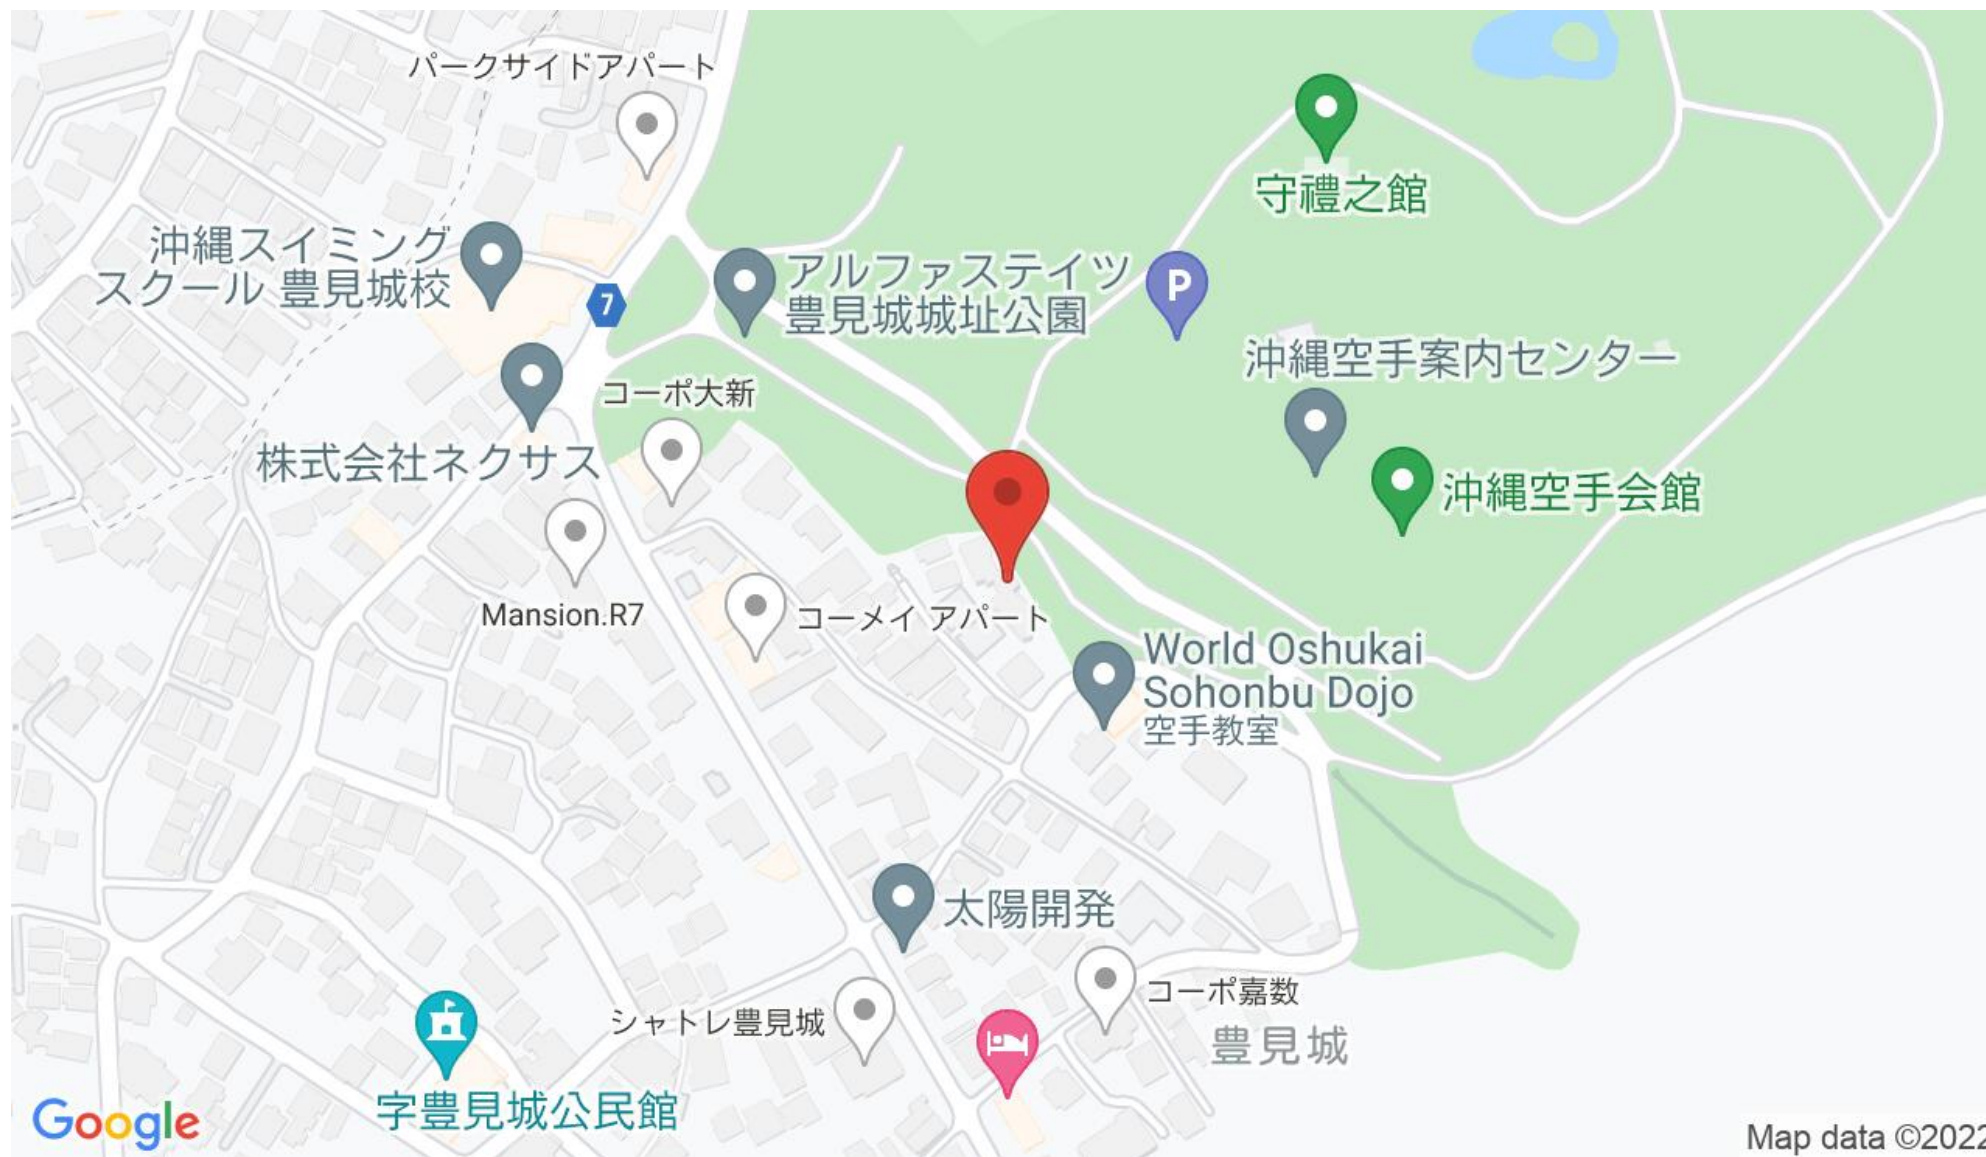 パークサイドアパート
守禮之館
沖縄スイミング
スクール 豊見城校
アルファステイツ
豊見城城址公園
P
7
沖縄空手案内センター
コーポ大新
株式会社ネクサス
沖縄空手会館
Mansion.R7
コーメイ アパート
World Oshukai
Sohonbu Dojo
空手教室
太陽開発
コーポ嘉数
シャトレ豊見城
豊見城
字豊見城公民館
Google
Map data ©2022